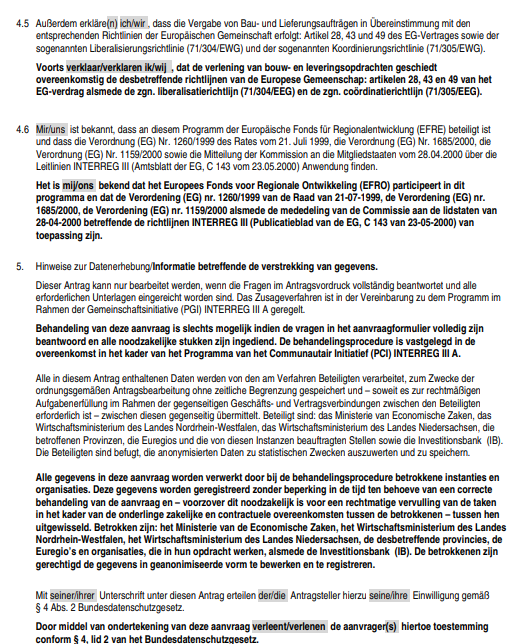 4.5 Außerdem erkläre(n) ich/wir , dass die Vergabe von Bau- und Lieferungsaufträgen in Übereinstimmung mit den
entsprechenden Richtlinien der Europäischen Gemeinschaft erfolgt: Artikel 28, 43 und 49 des EG-Vertrages sowie der
sogenannten Liberalisierungsrichtlinie (71/304/EWG) und der sogenannten Koordinierungsrichtlinie (71/305/EWG).
Voorts verklaar/verklaren ik/wij , dat de verlening van bouw- en leveringsopdrachten geschiedt
overeenkomstig de desbetreffende richtlijnen van de Europese Gemeenschap: artikelen 28, 43 en 49 van het
EG-verdrag alsmede de zgn. liberalisatierichtlijn (71/304/EEG) en de zgn. coördinatierichtlijn (71/305/EEG).
4.6 Mir/uns ist bekannt, dass an diesem Programm der Europäische Fonds für Regionalentwicklung (EFRE) beteiligt ist
und dass die Verordnung (EG) Nr. 1260/1999 des Rates vom 21. Juli 1999, die Verordnung (EG) Nr. 1685/2000, die
Verordnung (EG) Nr. 1159/2000 sowie die Mitteilung der Kommission an die Mitgliedstaaten vom 28.04.2000 über die
Leitlinien INTERREG III (Amtsblatt der EG, C 143 vom 23.05.2000) Anwendung finden.
Het is mij/ons bekend dat het Europees Fonds voor Regionale Ontwikkeling (EFRO) participeert in dit
programma en dat de Verordening (EG) nr. 1260/1999 van de Raad van 21-07-1999, de Verordening (EG) nr.
1685/2000, de Verordening (EG) nr. 1159/2000 alsmede de mededeling van de Commissie aan de lidstaten van
28-04-2000 betreffende de richtlijnen INTERREG III (Publicatieblad van de EG, C 143 van 23-05-2000) van
toepassing zijn.
5. Hinweise zur Datenerhebung/Informatie betreffende de verstrekking van gegevens.
Dieser Antrag kann nur bearbeitet werden, wenn die Fragen im Antragsvordruck vollständig beantwortet und alle
erforderlichen Unterlagen eingereicht worden sind. Das Zusageverfahren ist in der Vereinbarung zu dem Programm im
Rahmen der Gemeinschaftsinitiative (PGI) INTERREG III A geregelt.
Behandeling van deze aanvraag is slechts mogelijk indien de vragen in het aanvraagformulier volledig zijn
beantwoord en alle noodzakelijke stukken zijn ingediend. De behandelingsprocedure is vastgelegd in de
overeenkomst in het kader van het Programma van het Communautair Initiatief (PCI) INTERREG III A.
Alle in diesem Antrag enthaltenen Daten werden von den am Verfahren Beteiligten verarbeitet, zum Zwecke der
ordnungsgemäßen Antragsbearbeitung ohne zeitliche Begrenzung gespeichert und – soweit es zur rechtmäßigen
Aufgabenerfüllung im Rahmen der gegenseitigen Geschäfts- und Vertragsverbindungen zwischen den Beteiligten
erforderlich ist – zwischen diesen gegenseitig übermittelt. Beteiligt sind: das Ministerie van Economische Zaken, das
Wirtschaftsministerium des Landes Nordrhein-Westfalen, das Wirtschaftsministerium des Landes Niedersachsen, die
betroffenen Provinzen, die Euregios und die von diesen Instanzen beauftragten Stellen sowie die Investitionsbank (IB).
Die Beteiligten sind befugt, die anonymisierten Daten zu statistischen Zwecken auszuwerten und zu speichern.
Alle gegevens in deze aanvraag worden verwerkt door bij de behandelingsprocedure betrokkene instanties en
organisaties. Deze gegevens worden geregistreerd zonder beperking in de tijd ten behoeve van een correcte
behandeling van de aanvraag en – voorzover dit noodzakelijk is voor een rechtmatige vervulling van de taken
in het kader van de onderlinge zakelijke en contractuele overeenkomsten tussen de betrokkenen – tussen hen
uitgewisseld. Betrokken zijn: het Ministerie van de Economische Zaken, het Wirtschaftsministerium des Landes
Nordrhein-Westfalen, het Wirtschaftsministerium des Landes Niedersachsen, de desbetreffende provincies, de
Euregio's en organisaties, die in hun opdracht werken, alsmede de Investitionsbank (IB). De betrokkenen zijn
gerechtigd de gegevens in geanonimiseerde vorm te bewerken en te registreren.
Mit seiner/ihrer Unterschrift unter diesen Antrag erteilen der/die Antragsteller hierzu seine/ihre Einwilligung gemäß
§ 4 Abs. 2 Bundesdatenschutzgesetz.
Door middel van ondertekening van deze aanvraag verleent/verlenen de aanvrager(s) hiertoe toestemming
conform § 4, lid 2 van het Bundesdatenschutzgesetz.